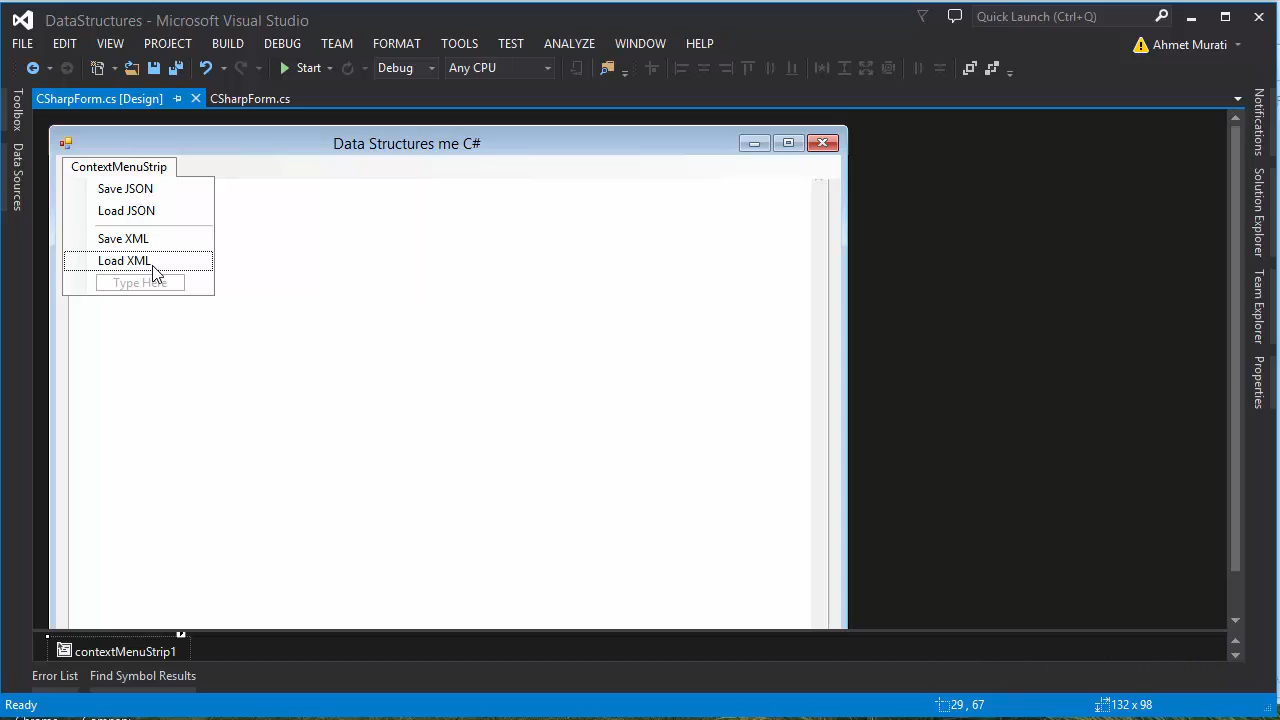 DataStructures - Microsoft Visual Studio
Quick Launch (Ctrl+Q)
FILE EDIT VIEW PROJECT BUILD DEBUG TEAM FORMAT TOOLS TEST ANALYZE WINDOW HELP
Ahmet Murati
Start Debug Any CPU
CSharpForm.cs [Design] CSharpForm.cs
Toolbox
Data Sources
Data Structures me C#
ContextMenuStrip
Save JSON
Load JSON
Save XML
Load XML
Type Here
Notifications
Solution Explorer
Team Explorer
Properties
contextMenuStrip1
Error List Find Symbol Results
Ready 29 , 67 132 x 98